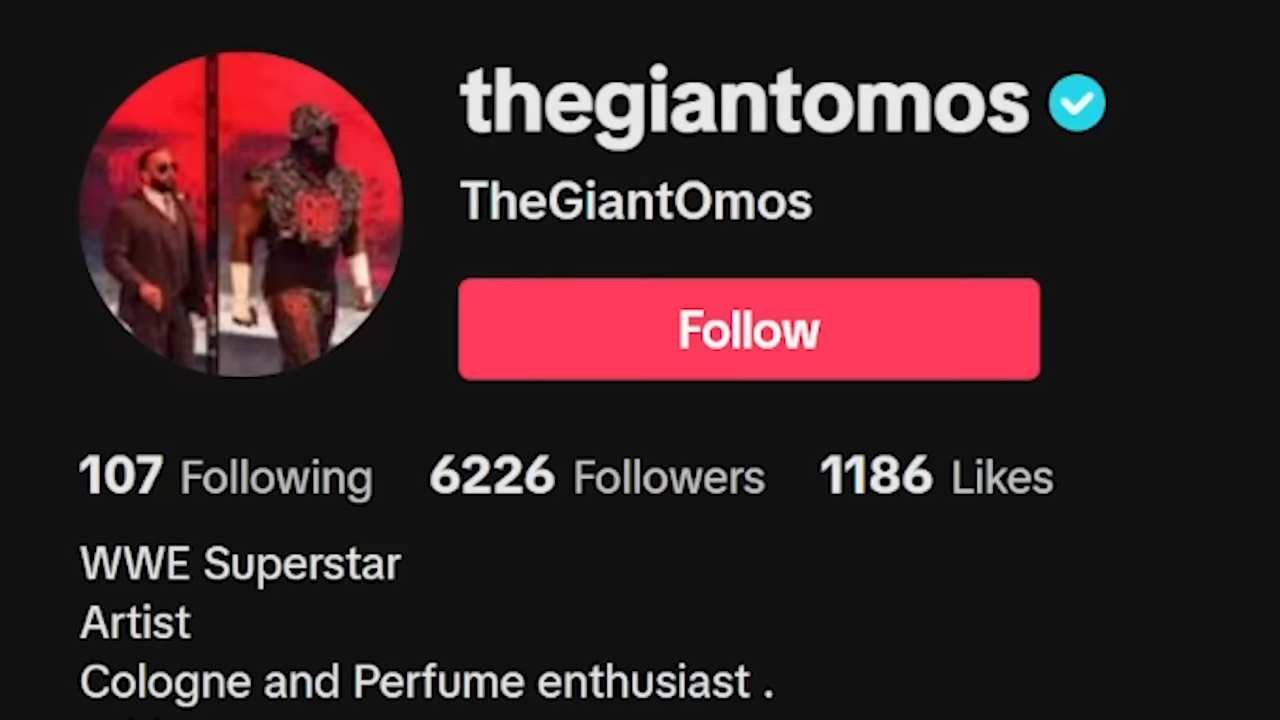 thegiantomos
TheGiantOmos
Follow
107 Following 6226 Followers 1186 Likes
WWE Superstar
Artist
Cologne and Perfume enthusiast .